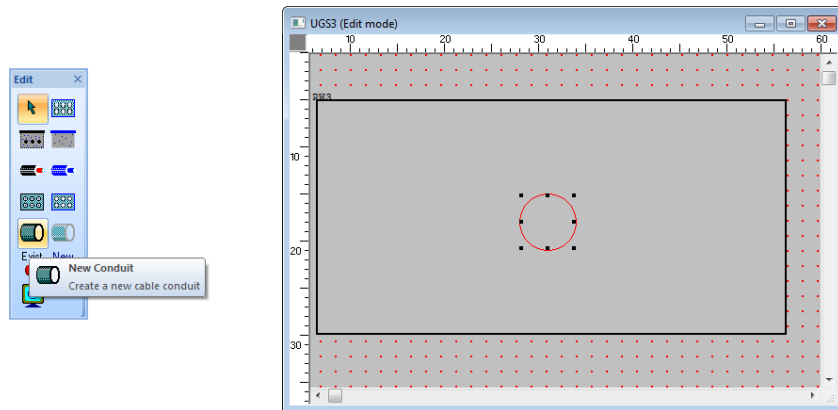 Edit
Exist New
New Conduit
Create a new cable conduit
UGS3 (Edit mode)
10 20 30 40 50 60
RW3
10
20
30